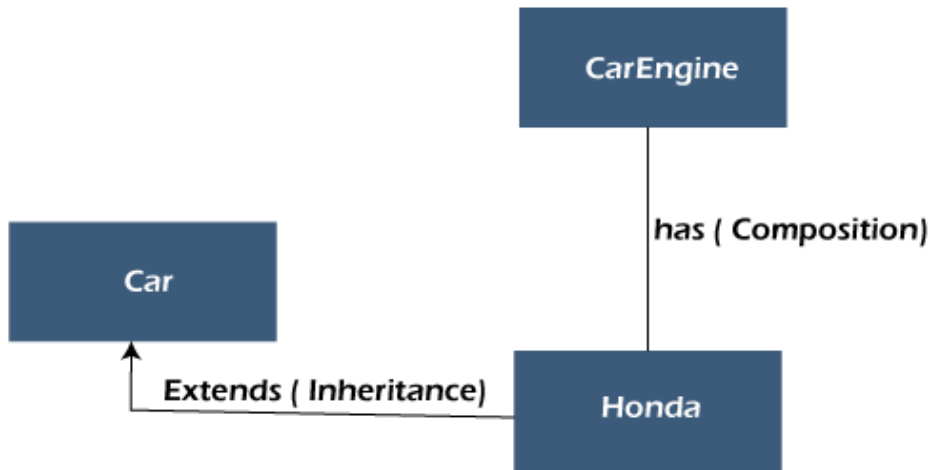 CarEngine
has ( Composition)
Car
Extends ( Inheritance)
Honda